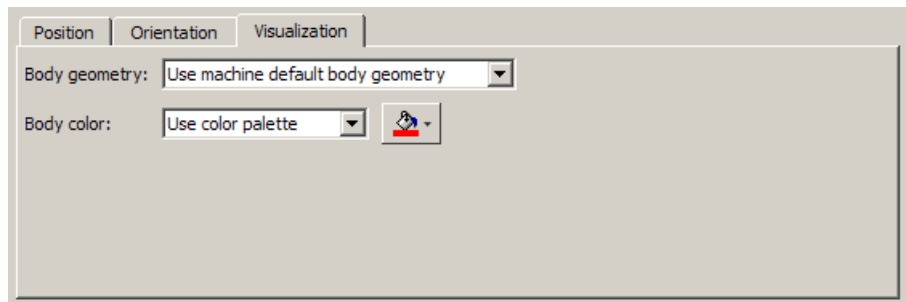 Position Orientation Visualization
Body geometry: Use machine default body geometry
Body color: Use color palette